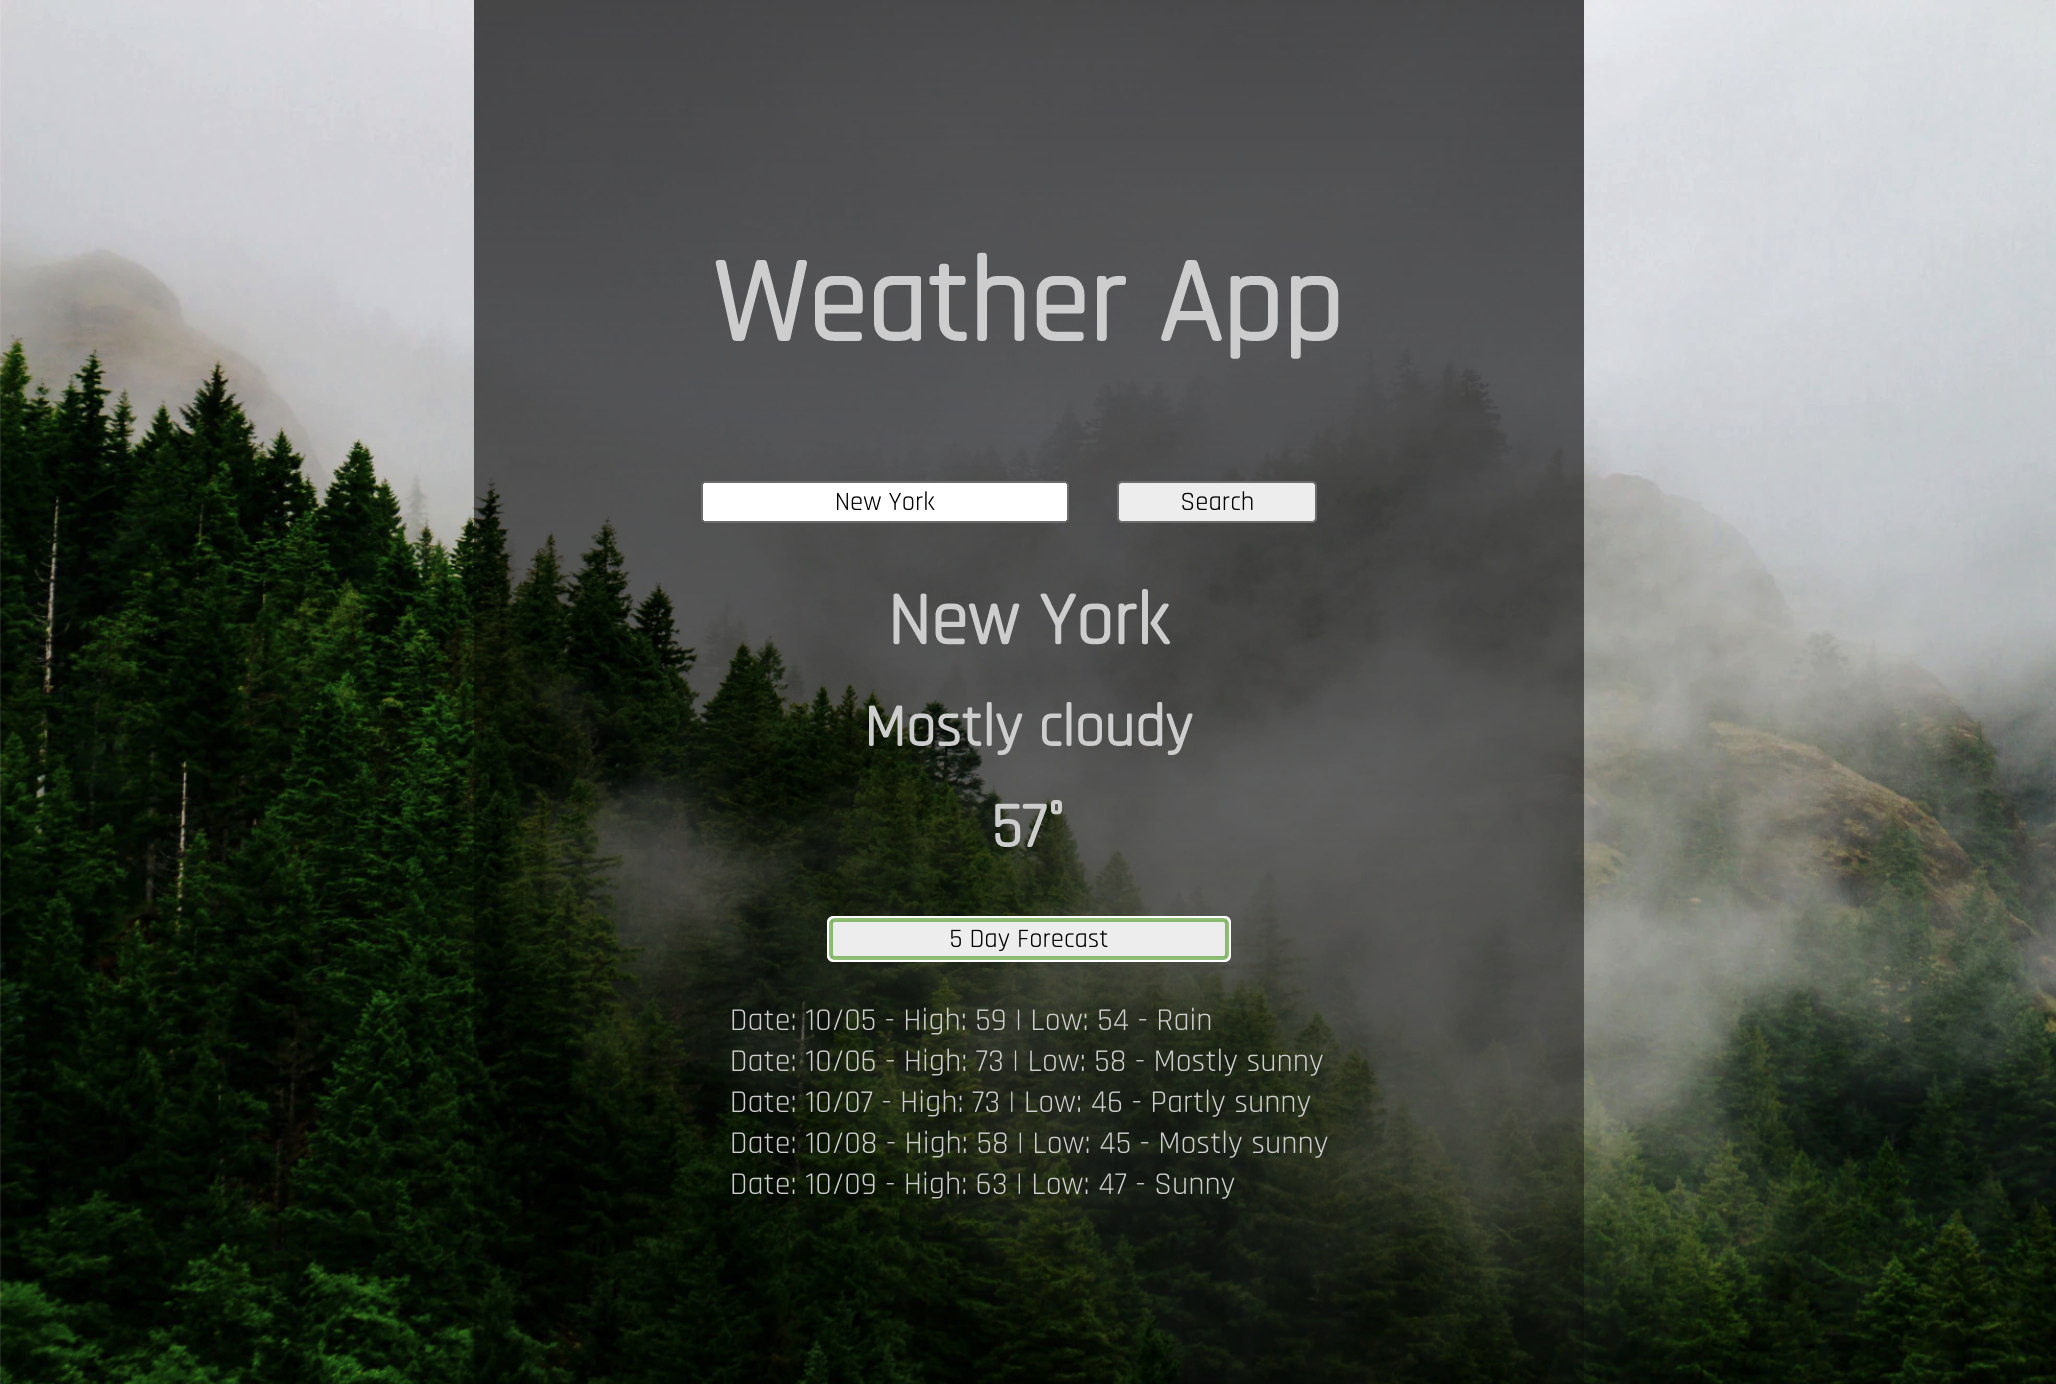 Weather App
New York Search
New York
Mostly cloudy
57°
5 Day Forecast
Date: 10/05 - High: 59 | Low: 54 - Rain
Date: 10/06 - High: 73 | Low: 58 - Mostly sunny
Date: 10/07 - High: 73 | Low: 46 - Partly sunny
Date: 10/08 - High: 58 | Low: 45 - Mostly sunny
Date: 10/09 - High: 63 | Low: 47 - Sunny